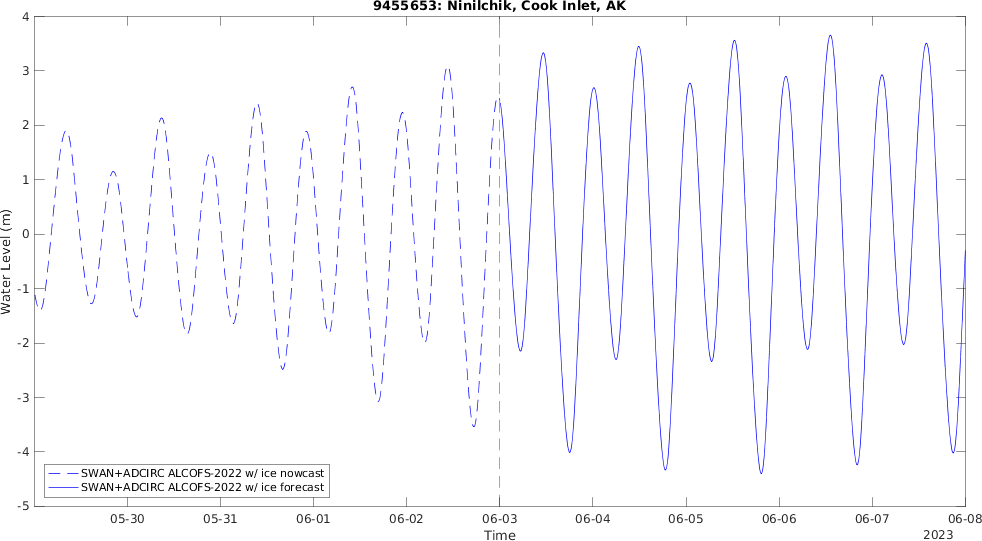 9455653: Ninilchik, Cook Inlet, AK
Water Level (m)
4
3
2
1
0
-1
-2
-3
-4
-5
SWAN+ADCIRC ALCOFS-2022 w/ ice nowcast
SWAN+ADCIRC ALCOFS-2022 w/ ice forecast
05-30 05-31 06-01 06-02 06-03 06-04 06-05 06-06 06-07 06-08
Time
2023